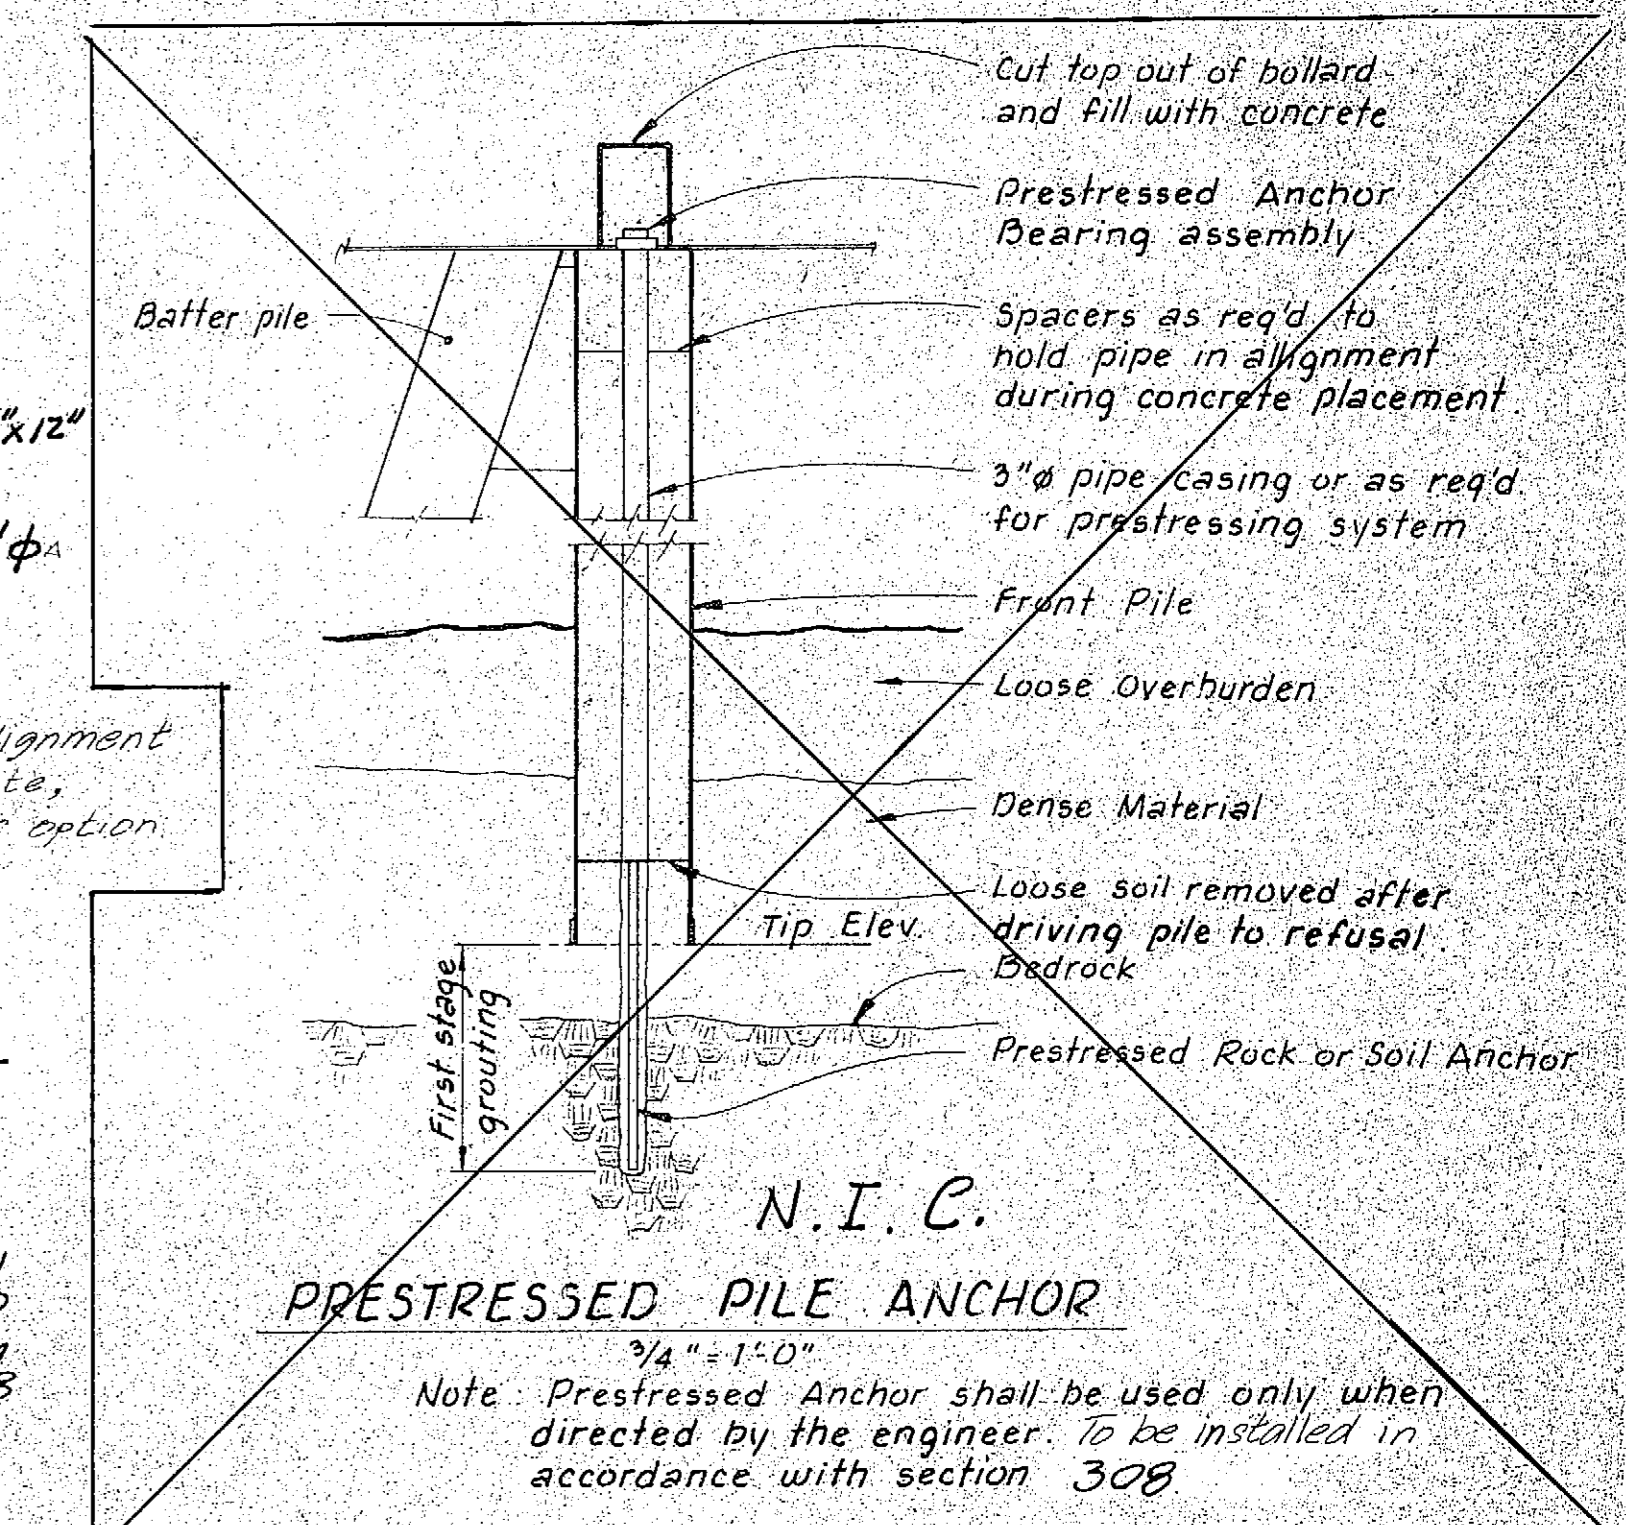 Cut top out of bollard
and fill with concrete
Prestressed Anchor
Bearing assembly.
Batter pile
Spacers as req'd to
hold pipe in allignment
during concrete placement.
"x12"
3"ø pipe casing or as req'd
for prestressing system.
"ø
Front Pile
Loose Overburden
lignment
te,
option
Dense Material
Loose soil removed after
driving pile to refusal.
Tip Elev.
Bedrock
First stage
grouting
Prestressed Rock or Soil Anchor
N.I.C.
PRESTRESSED PILE ANCHOR
3/4" = 1'-0"
Note: Prestressed Anchor shall be used only when
directed by the engineer. To be installed in
accordance with section 308.